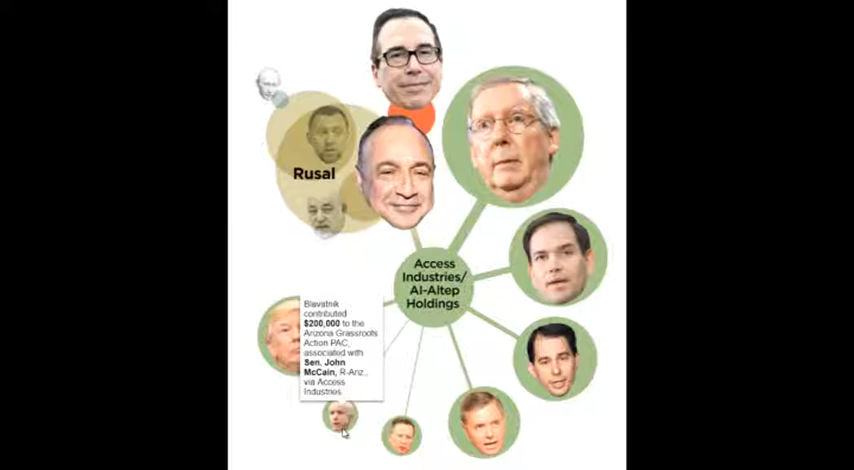 Rusal
Access
Industries/
AI-Altep
Holdings
Blavatnik
contributed
$200,000 to the
Arizona Grassroots
Action PAC,
associated with
Sen. John
McCain, R-Ariz.,
via Access
Industries.